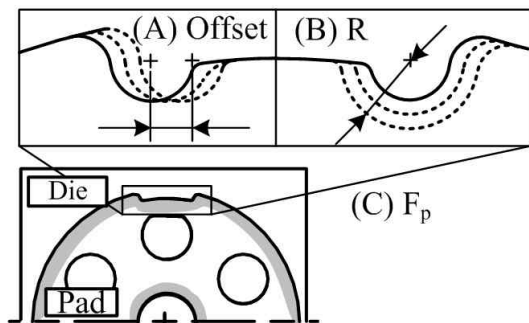 (A) Offset
(B) R
Die
(C) Fₚ
Pad